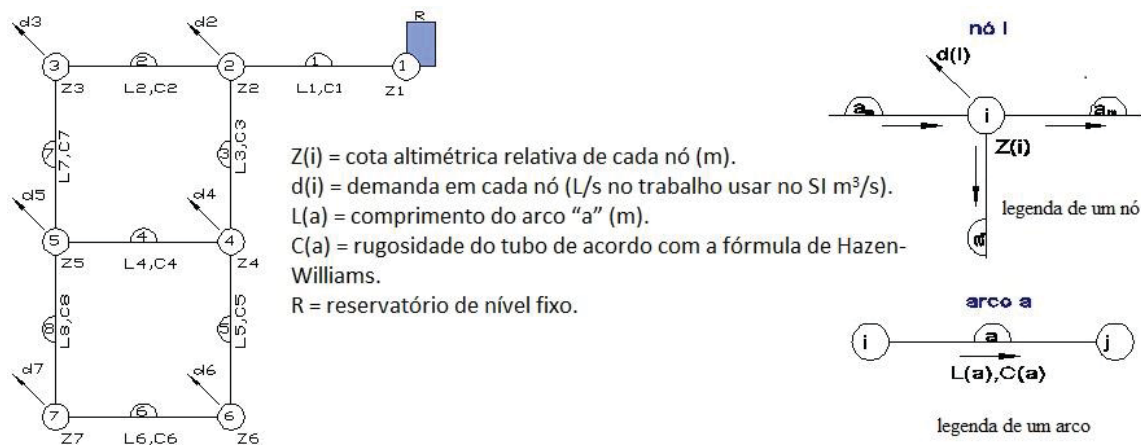 R
d3
d2
3
2
2
1
1
Z3
L2,C2
Z2
L1,C1
Z1
7
L7,C7
3
L3,C3
d5
d4
5
4
4
Z5
L4,C4
Z4
8
L8,C8
5
L5,C5
d7
d6
7
6
6
Z7
L6,C6
Z6
Z(i) = cota altimétrica relativa de cada nó (m).
d(i) = demanda em cada nó (L/s no trabalho usar no SI m³/s).
L(a) = comprimento do arco “a” (m).
C(a) = rugosidade do tubo de acordo com a fórmula de Hazen-
Williams.
R = reservatório de nível fixo.
nó I
d(I)
i
Z(i)
legenda de um nó
arco a
i
a
j
L(a),C(a)
legenda de um arco